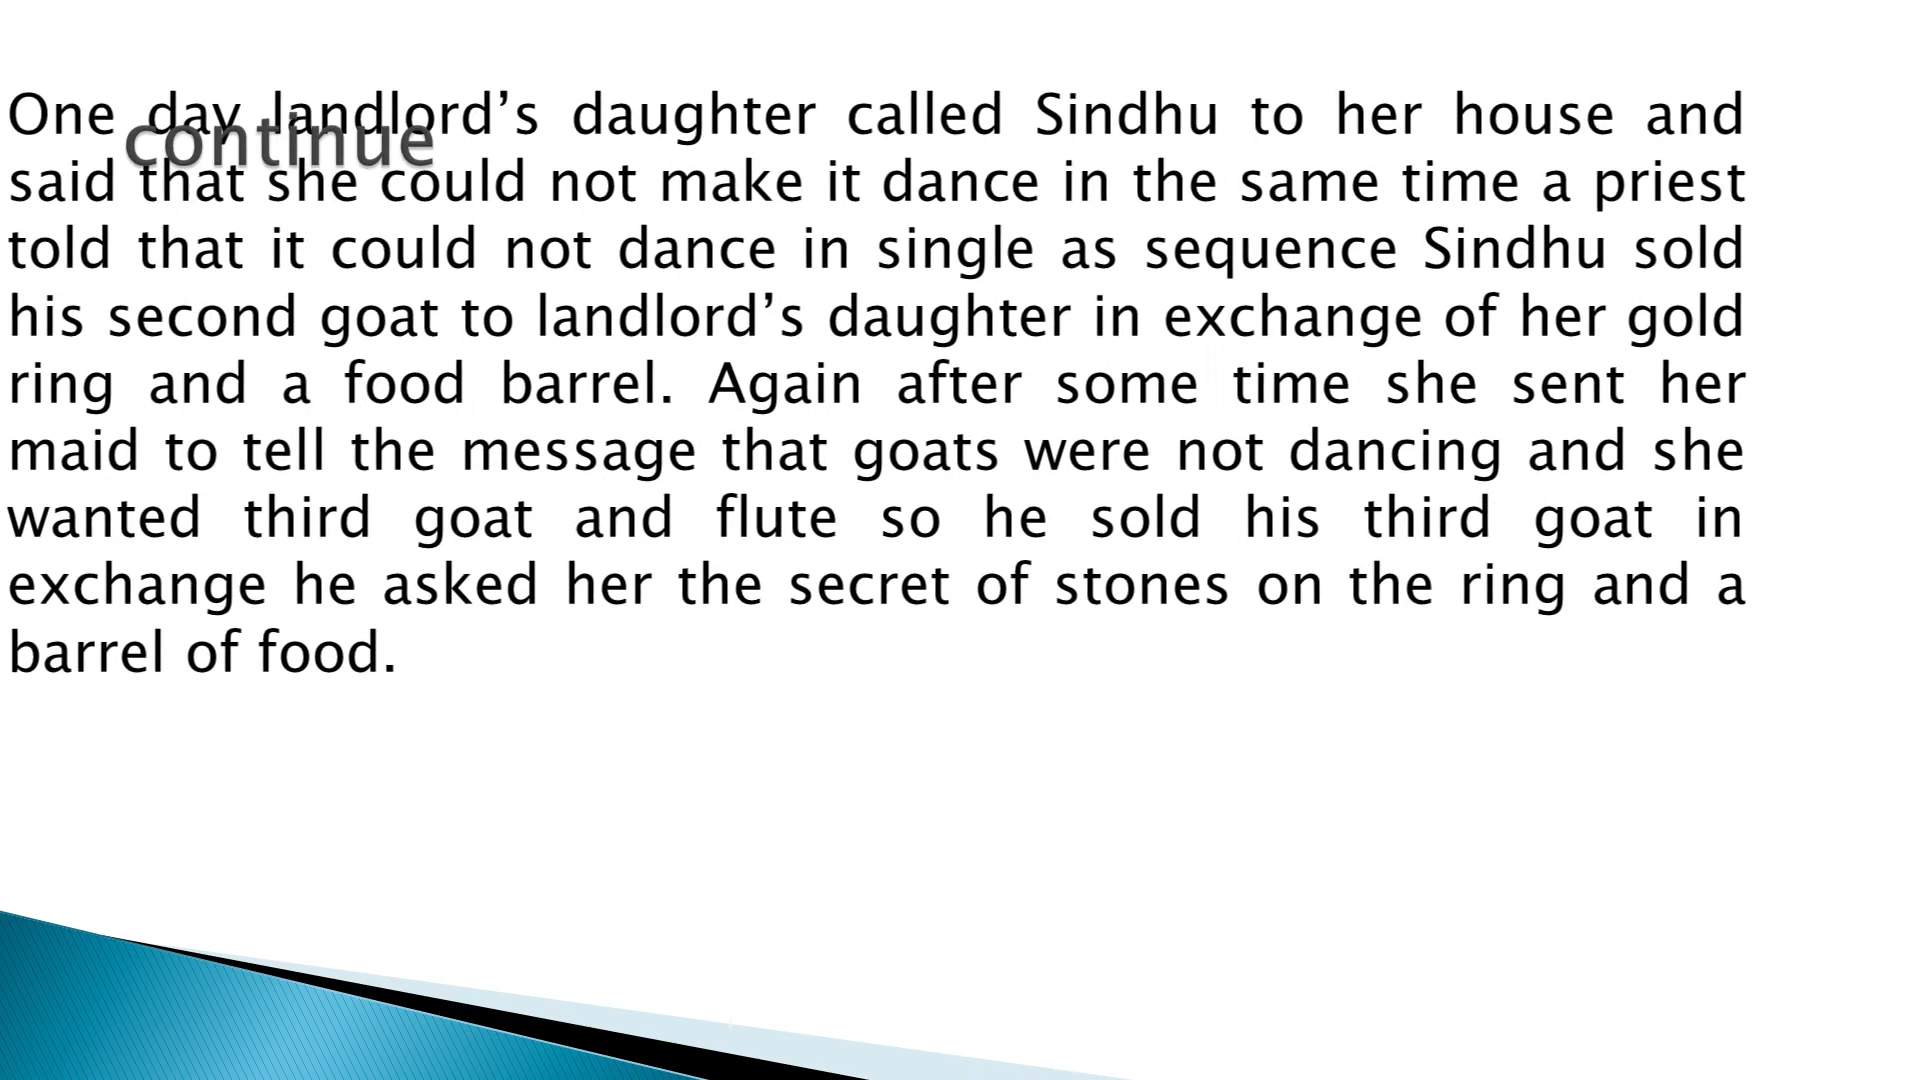 continue
One day landlord’s daughter called Sindhu to her house and
said that she could not make it dance in the same time a priest
told that it could not dance in single as sequence Sindhu sold
his second goat to landlord’s daughter in exchange of her gold
ring and a food barrel. Again after some time she sent her
maid to tell the message that goats were not dancing and she
wanted third goat and flute so he sold his third goat in
exchange he asked her the secret of stones on the ring and a
barrel of food.